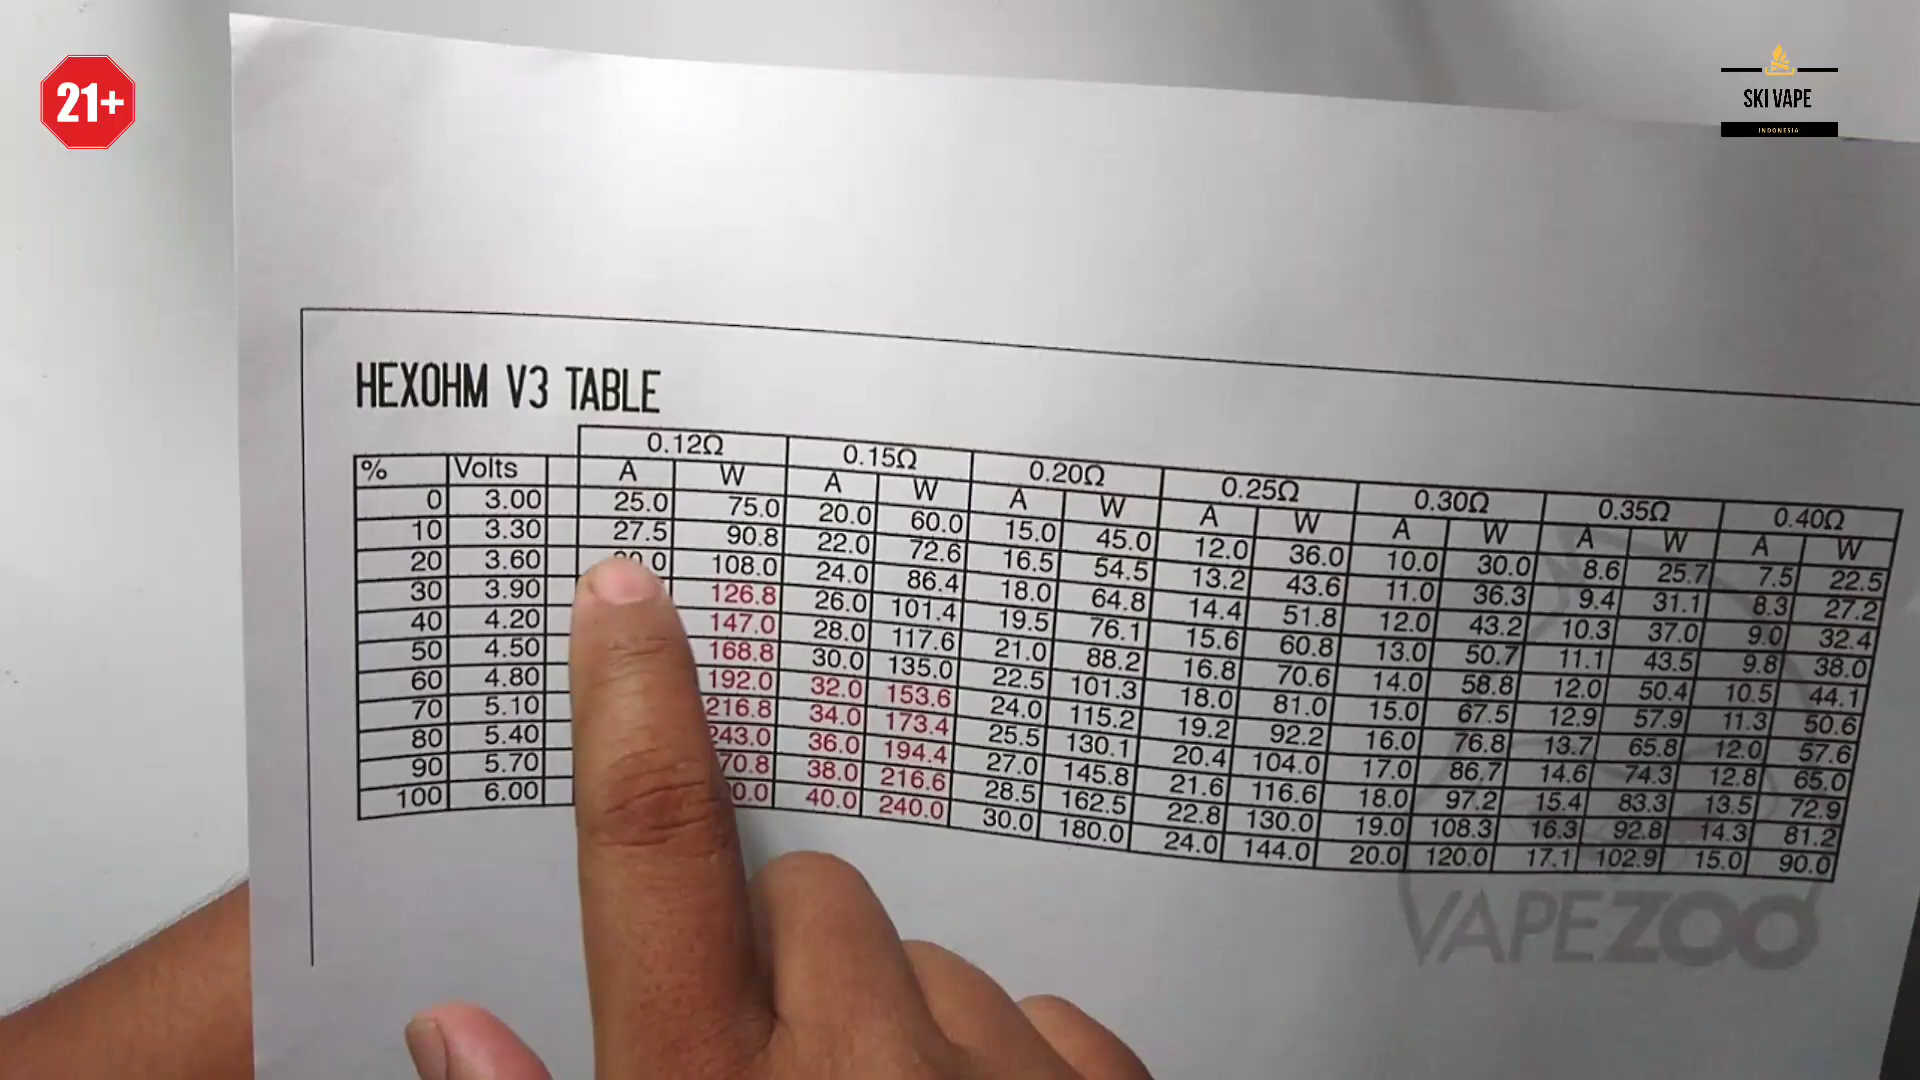 21+
SKI VAPE
INDONESIA
HEXOHM V3 TABLE
0.12Ω 0.15Ω 0.20Ω 0.25Ω 0.30Ω 0.35Ω 0.40Ω
% Volts A W A W A W A W A W A W A W
0 3.00 25.0 75.0 20.0 60.0 15.0 45.0 12.0 36.0 10.0 30.0 8.6 25.7 7.5 22.5
10 3.30 27.5 90.8 22.0 72.6 16.5 54.5 13.2 43.6 11.0 36.3 9.4 31.1 8.3 27.2
20 3.60 108.0 24.0 86.4 18.0 64.8 14.4 51.8 12.0 43.2 10.3 37.0 9.0 32.4
30 3.90 126.8 26.0 101.4 19.5 76.1 15.6 60.8 13.0 50.7 11.1 43.5 9.8 38.0
40 4.20 147.0 28.0 117.6 21.0 88.2 16.8 70.6 14.0 58.8 12.0 50.4 10.5 44.1
50 4.50 168.8 30.0 135.0 22.5 101.3 18.0 81.0 15.0 67.5 12.9 57.9 11.3 50.6
60 4.80 192.0 32.0 153.6 24.0 115.2 19.2 92.2 16.0 76.8 13.7 65.8 12.0 57.6
70 5.10 216.8 34.0 173.4 25.5 130.1 20.4 104.0 17.0 86.7 14.6 74.3 12.8 65.0
80 5.40 243.0 36.0 194.4 27.0 145.8 21.6 116.6 18.0 97.2 15.4 83.3 13.5 72.9
90 5.70 38.0 216.6 28.5 162.5 22.8 130.0 19.0 108.3 16.3 92.8 14.3 81.2
100 6.00 40.0 240.0 30.0 180.0 24.0 144.0 20.0 120.0 17.1 102.9 15.0 90.0
VAPEZOO